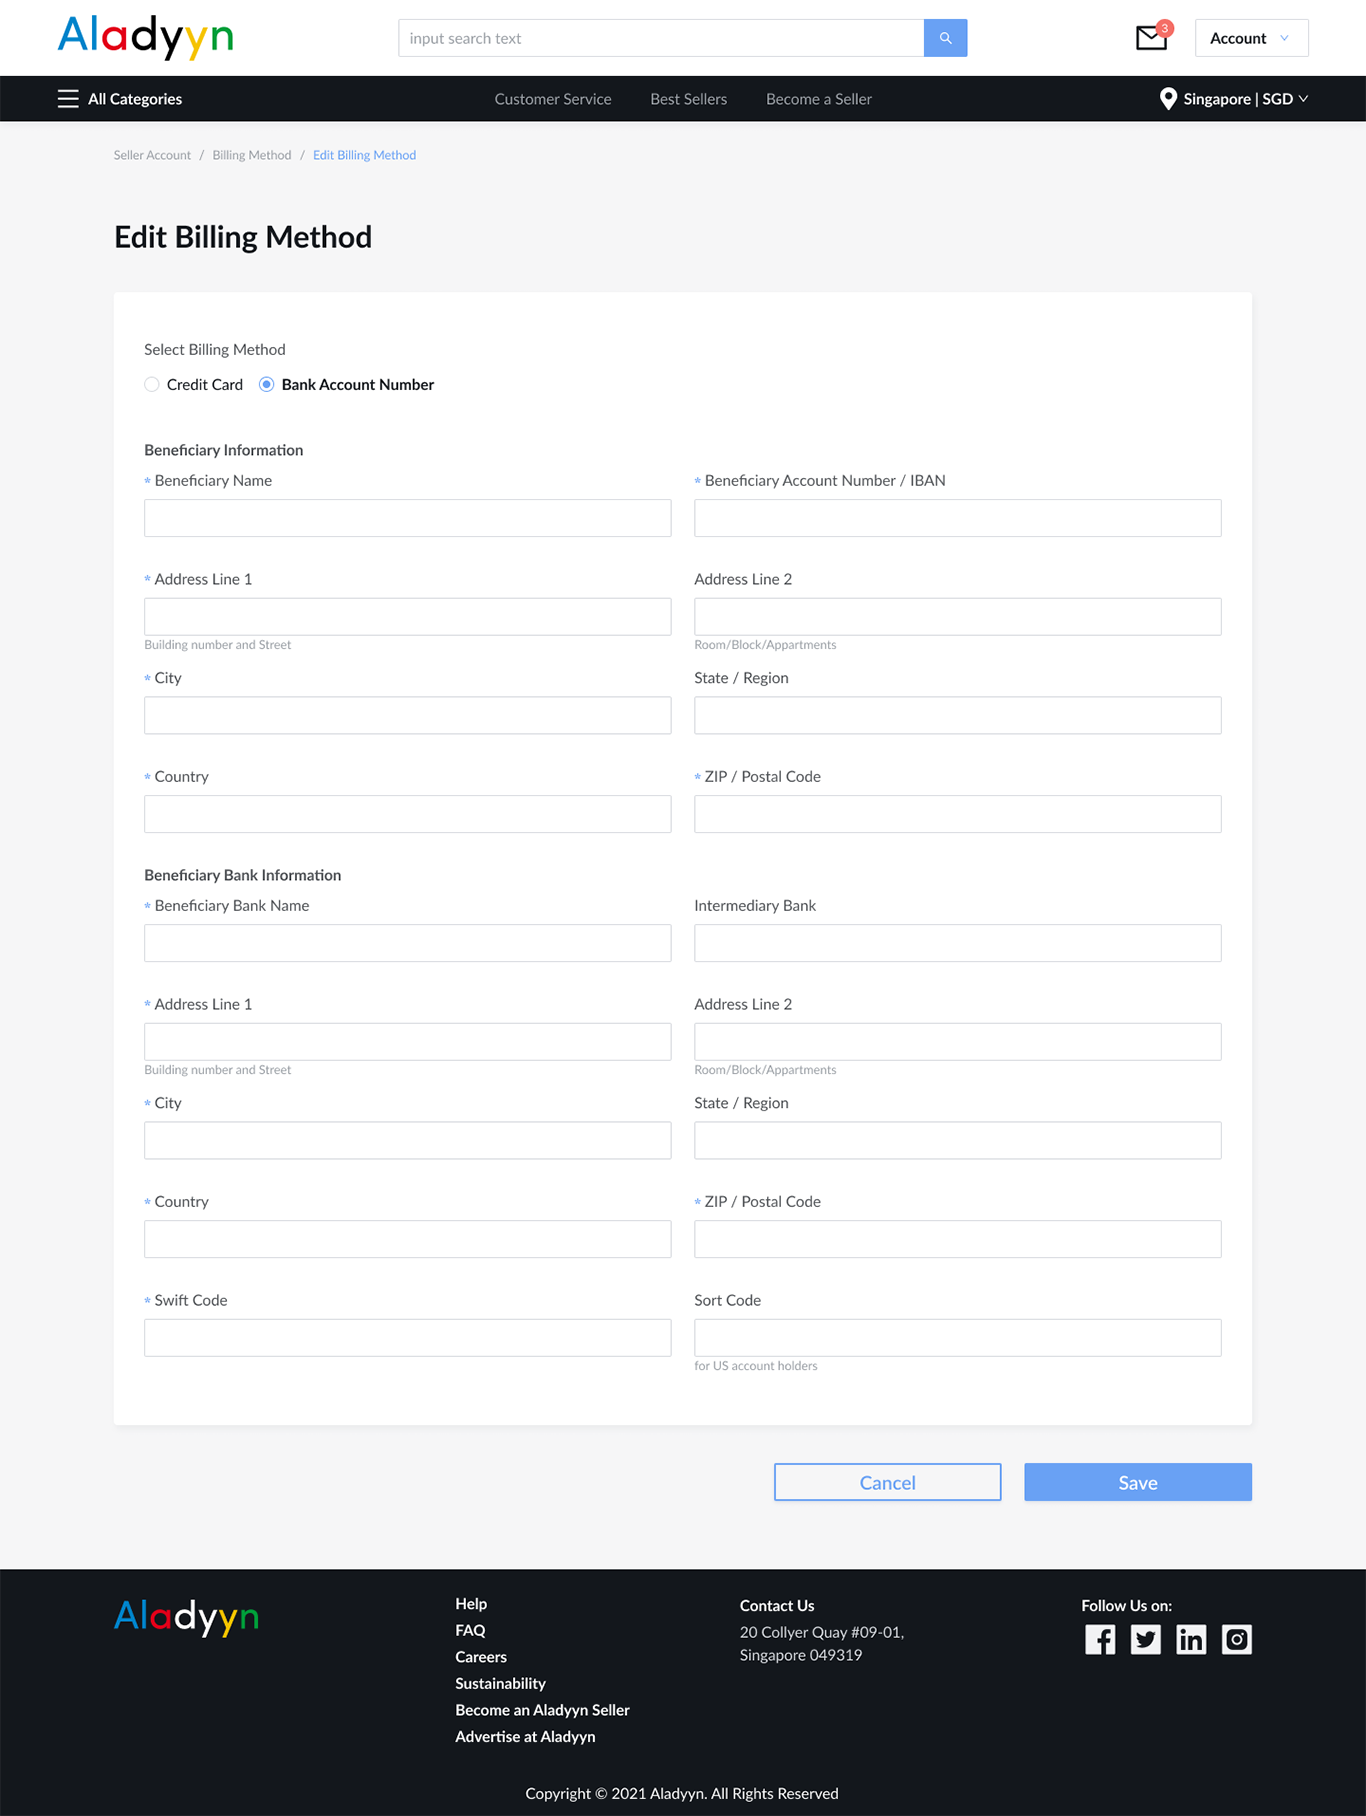 Aladyyn
input search text
3
Account
All Categories
Customer Service
Best Sellers
Become a Seller
Singapore | SGD
Seller Account / Billing Method / Edit Billing Method
Edit Billing Method
Select Billing Method
Credit Card
Bank Account Number
Beneficiary Information
* Beneficiary Name
* Beneficiary Account Number / IBAN
* Address Line 1
Address Line 2
Building number and Street
Room/Block/Appartments
* City
State / Region
* Country
* ZIP / Postal Code
Beneficiary Bank Information
* Beneficiary Bank Name
Intermediary Bank
* Address Line 1
Address Line 2
Building number and Street
Room/Block/Appartments
* City
State / Region
* Country
* ZIP / Postal Code
* Swift Code
Sort Code
for US account holders
Cancel
Save
Aladyyn
Help
FAQ
Careers
Sustainability
Become an Aladyyn Seller
Advertise at Aladyyn
Contact Us
20 Collyer Quay #09-01,
Singapore 049319
Follow Us on:
Copyright © 2021 Aladyyn. All Rights Reserved